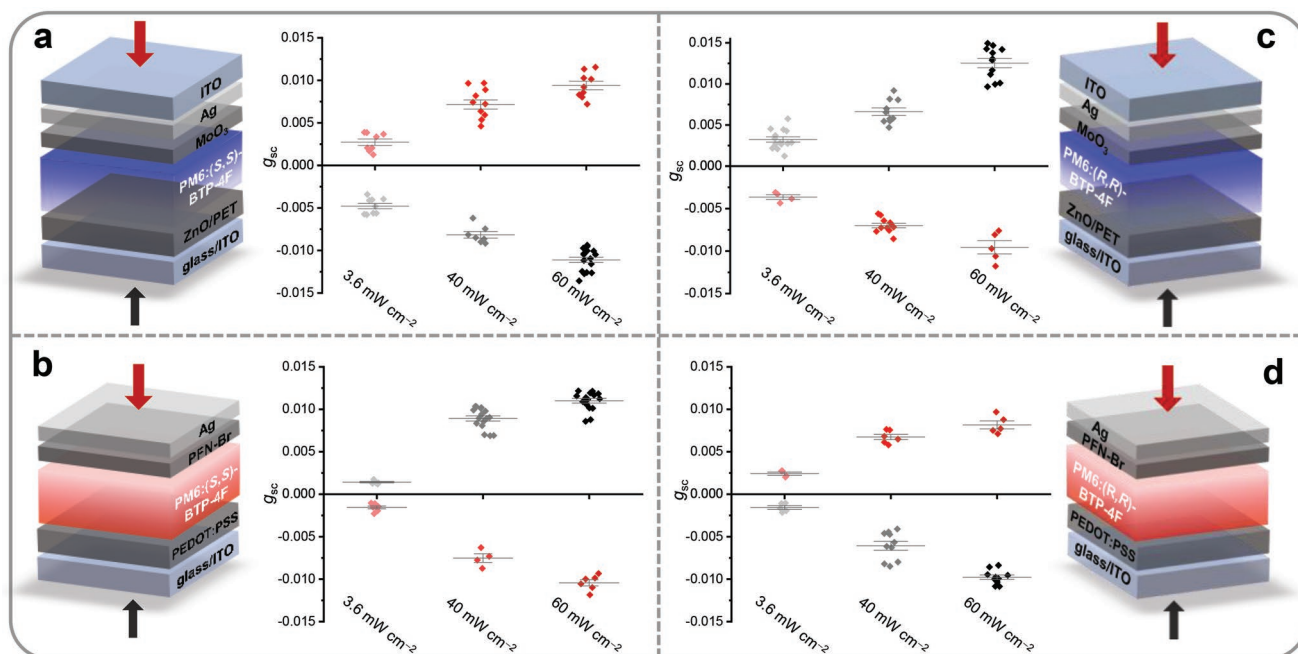 a
ITO
Ag
MoO3
PM6:(S,S)-
BTP-4F
ZnO/PET
glass/ITO
gsc
0.015
0.010
0.005
0.000
-0.005
-0.010
-0.015
3.6 mW cm−2
40 mW cm−2
60 mW cm−2
c
gsc
0.015
0.010
0.005
0.000
-0.005
-0.010
-0.015
3.6 mW cm−2
40 mW cm−2
60 mW cm−2
ITO
Ag
MoO3
PM6:(R,R)-
BTP-4F
ZnO/PET
glass/ITO
b
Ag
PFN-Br
PM6:(S,S)-
BTP-4F
PEDOT:PSS
glass/ITO
gsc
0.015
0.010
0.005
0.000
-0.005
-0.010
-0.015
3.6 mW cm−2
40 mW cm−2
60 mW cm−2
d
gsc
0.015
0.010
0.005
0.000
-0.005
-0.010
-0.015
3.6 mW cm−2
40 mW cm−2
60 mW cm−2
Ag
PFN-Br
PM6:(R,R)-
BTP-4F
PEDOT:PSS
glass/ITO